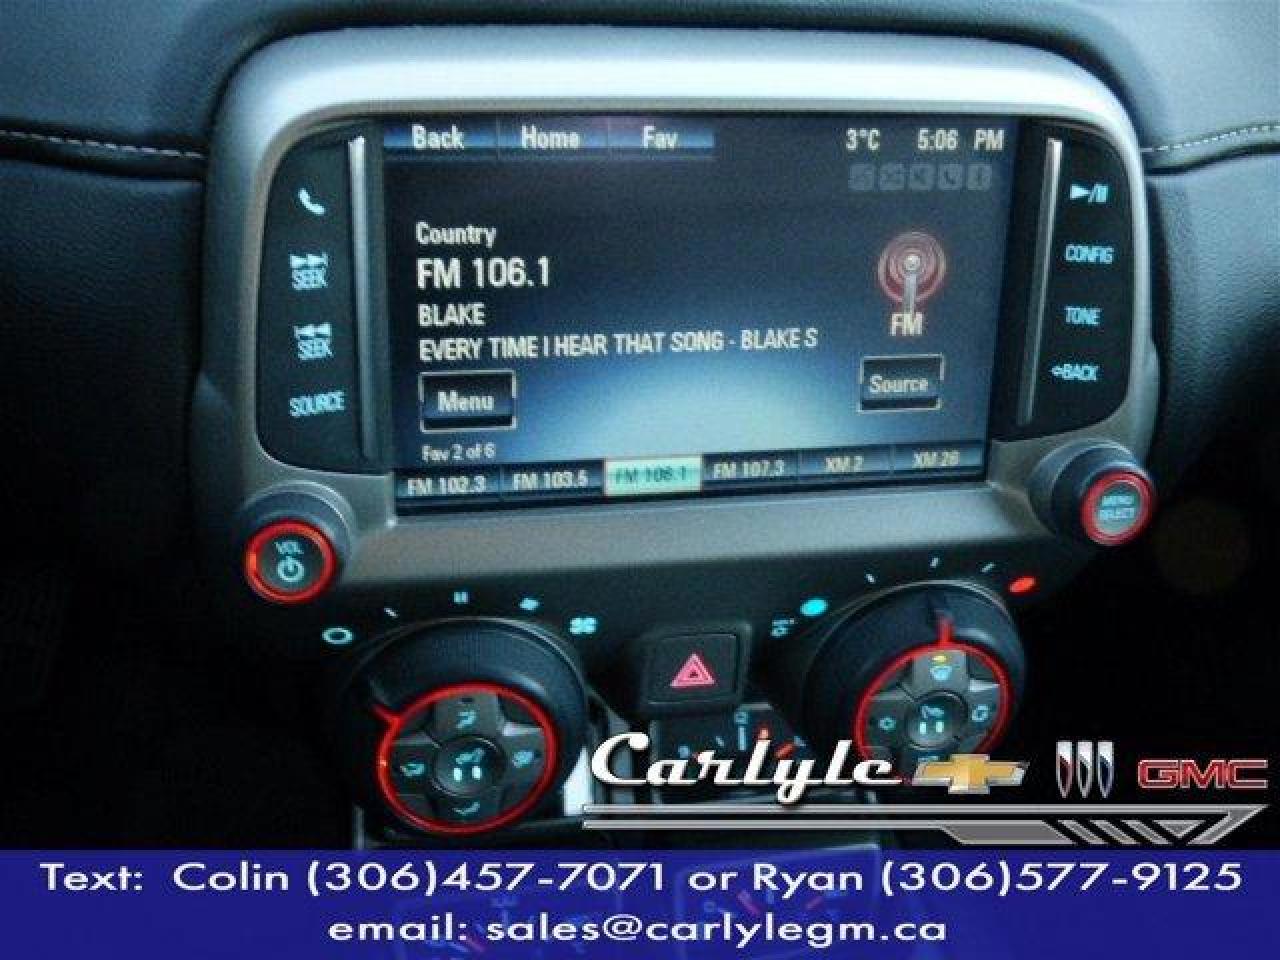 Back Home Fav 3°C 5:06 PM
Country
FM 106.1
BLAKE
EVERY TIME I HEAR THAT SONG - BLAKE S
FM
Menu
Source
Fav 2 of 6
FM 102.3 FM 103.5 FM 106.1 FM 107.3 XM 2 XM 26
SEEK
SEEK
SOURCE
CONFIG
TONE
BACK
VOL
MENU
SELECT
Carlyle GMC
Text: Colin (306)457-7071 or Ryan (306)577-9125
email: sales@carlylegm.ca